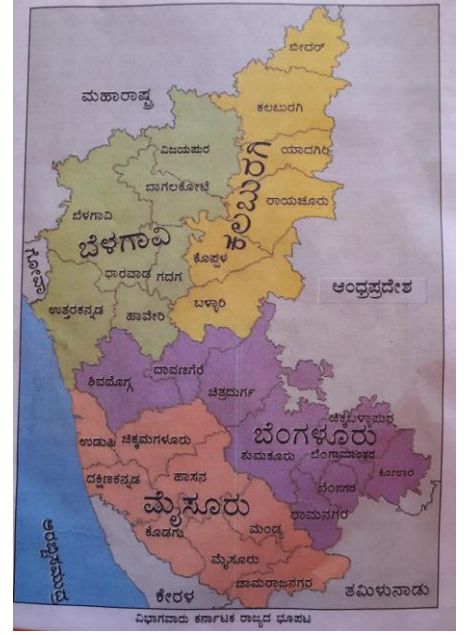 ಬೀದರ್
ಮಹಾರಾಷ್ಟ್ರ
ಕಲಬುರಗಿ
ವಿಜಯಪುರ
ಯಾದಗಿರಿ
ಕಲಬುರಗಿ
ಬಾಗಲಕೋಟೆ
ರಾಯಚೂರು
ಬೆಳಗಾವಿ
ಬೆಳಗಾವಿ
ಗೋವಾ
ಕೊಪ್ಪಳ
ಧಾರವಾಡ
ಗದಗ
ಆಂಧ್ರಪ್ರದೇಶ
ಉತ್ತರಕನ್ನಡ
ಹಾವೇರಿ
ಬಳ್ಳಾರಿ
ದಾವಣಗೆರೆ
ಶಿವಮೊಗ್ಗ
ಚಿತ್ರದುರ್ಗ
ಚಿಕ್ಕಬಳ್ಳಾಪುರ
ಬೆಂಗಳೂರು
ಉಡುಪಿ
ಚಿಕ್ಕಮಗಳೂರು
ತುಮಕೂರು
ಬೆಂಗ್ರಾಮಾಂತರ
ದಕ್ಷಿಣಕನ್ನಡ
ಹಾಸನ
ಕೋಲಾರ
ಬೆಂನಗರ
ಮೈಸೂರು
ರಾಮನಗರ
ಕೊಡಗು
ಮಂಡ್ಯ
ಅರಬ್ಬಿಸಮುದ್ರ
ಮೈಸೂರು
ಚಾಮರಾಜನಗರ
ಕೇರಳ
ತಮಿಳುನಾಡು
ವಿಭಾಗವಾರು ಕರ್ನಾಟಕ ರಾಜ್ಯದ ಭೂಪಟ